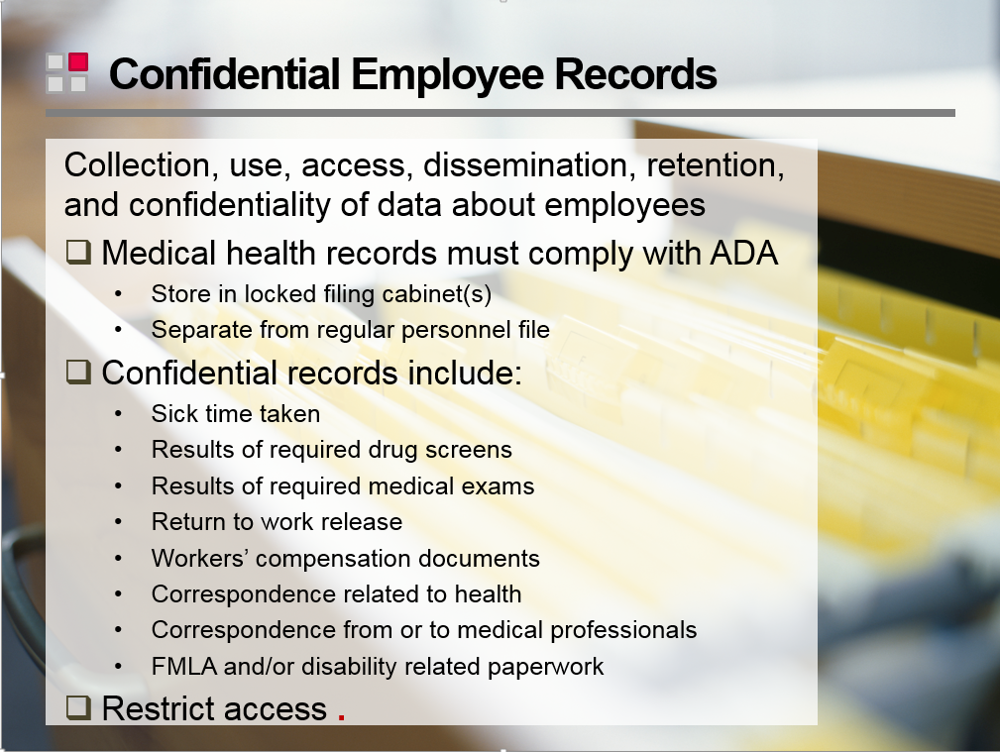 Confidential Employee Records
Collection, use, access, dissemination, retention,
and confidentiality of data about employees
❑ Medical health records must comply with ADA
• Store in locked filing cabinet(s)
• Separate from regular personnel file
❑ Confidential records include:
• Sick time taken
• Results of required drug screens
• Results of required medical exams
• Return to work release
• Workers’ compensation documents
• Correspondence related to health
• Correspondence from or to medical professionals
• FMLA and/or disability related paperwork
❑ Restrict access .